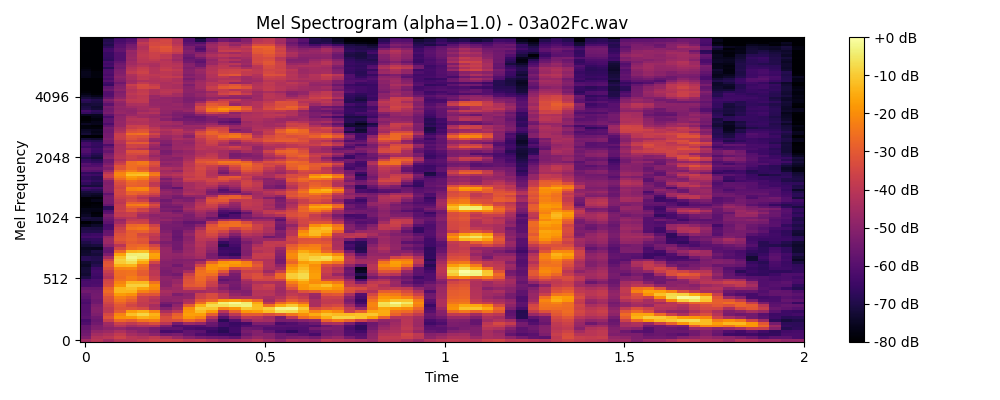 Mel Spectrogram (alpha=1.0) - 03a02Fc.wav
Mel Frequency
4096
2048
1024
512
0
0
0.5
1
1.5
2
Time
+0 dB
-10 dB
-20 dB
-30 dB
-40 dB
-50 dB
-60 dB
-70 dB
-80 dB